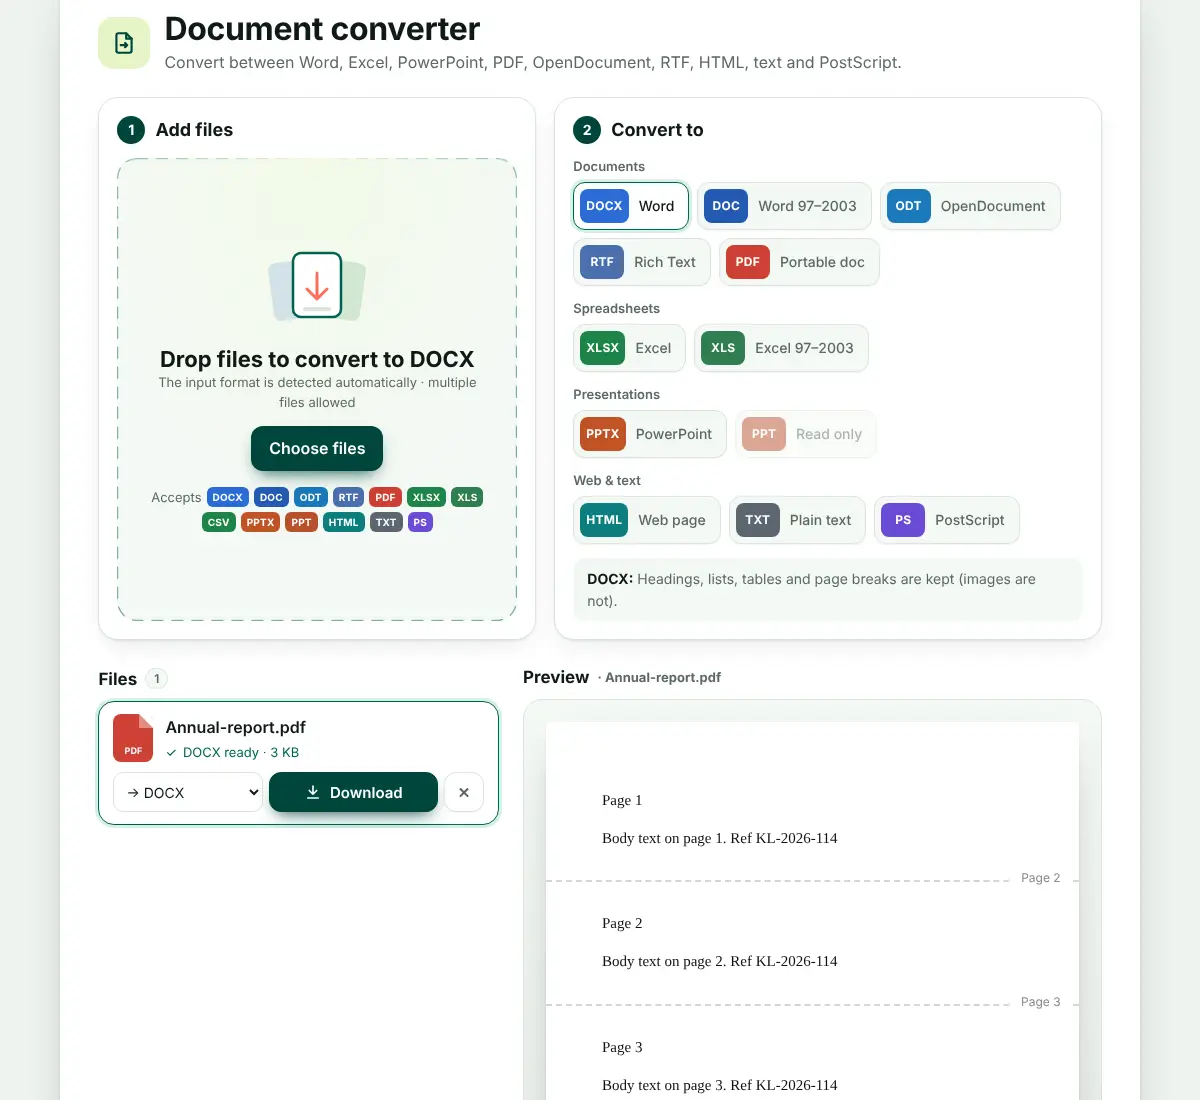 Document converter
Convert between Word, Excel, PowerPoint, PDF, OpenDocument, RTF, HTML, text and PostScript.
1 Add files
Drop files to convert to DOCX
The input format is detected automatically · multiple
files allowed
Choose files
Accepts DOCX DOC ODT RTF PDF XLSX XLS
CSV PPTX PPT HTML TXT PS
2 Convert to
Documents
DOCX Word DOC Word 97–2003 ODT OpenDocument
RTF Rich Text PDF Portable doc
Spreadsheets
XLSX Excel XLS Excel 97–2003
Presentations
PPTX PowerPoint PPT Read only
Web & text
HTML Web page TXT Plain text PS PostScript
DOCX: Headings, lists, tables and page breaks are kept (images are
not).
Files 1
PDF
Annual-report.pdf
✓ DOCX ready · 3 KB
→ DOCX Download ✕
Preview · Annual-report.pdf
Page 1
Body text on page 1. Ref KL-2026-114
Page 2
Page 2
Body text on page 2. Ref KL-2026-114
Page 3
Page 3
Body text on page 3. Ref KL-2026-114